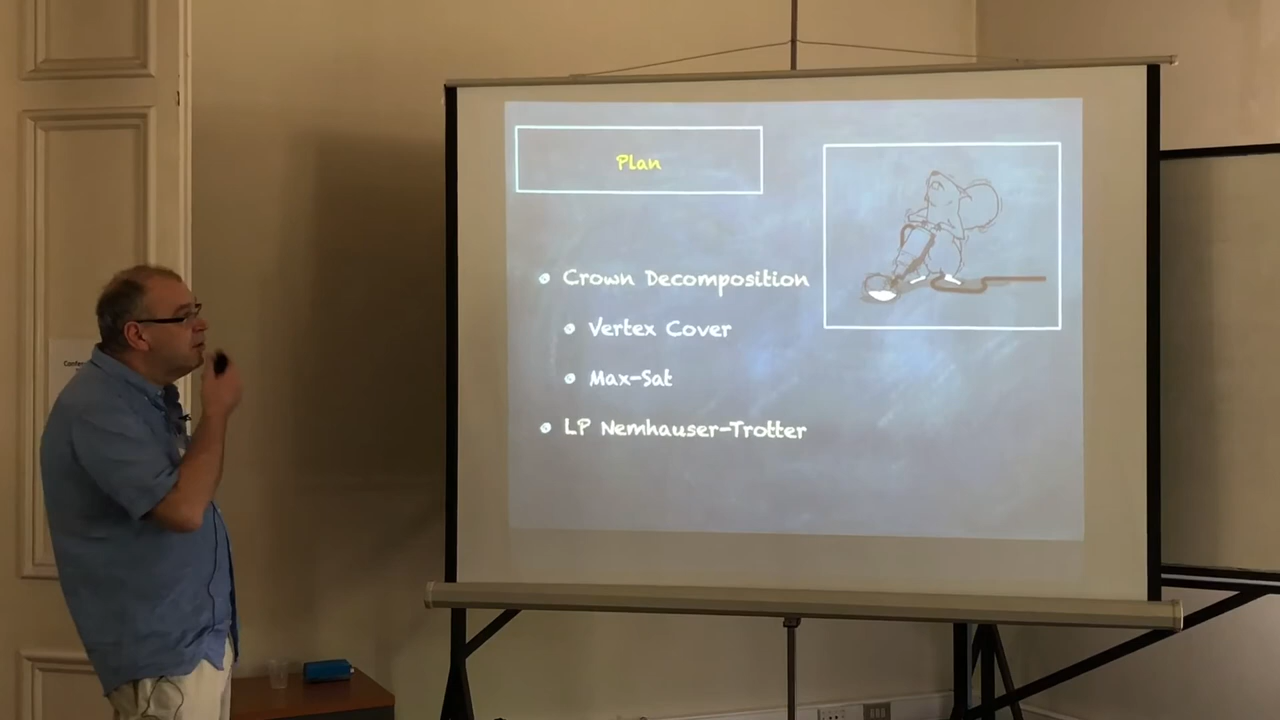 Plan
Crown Decomposition
Vertex Cover
Max-Sat
LP Nemhauser-Trotter